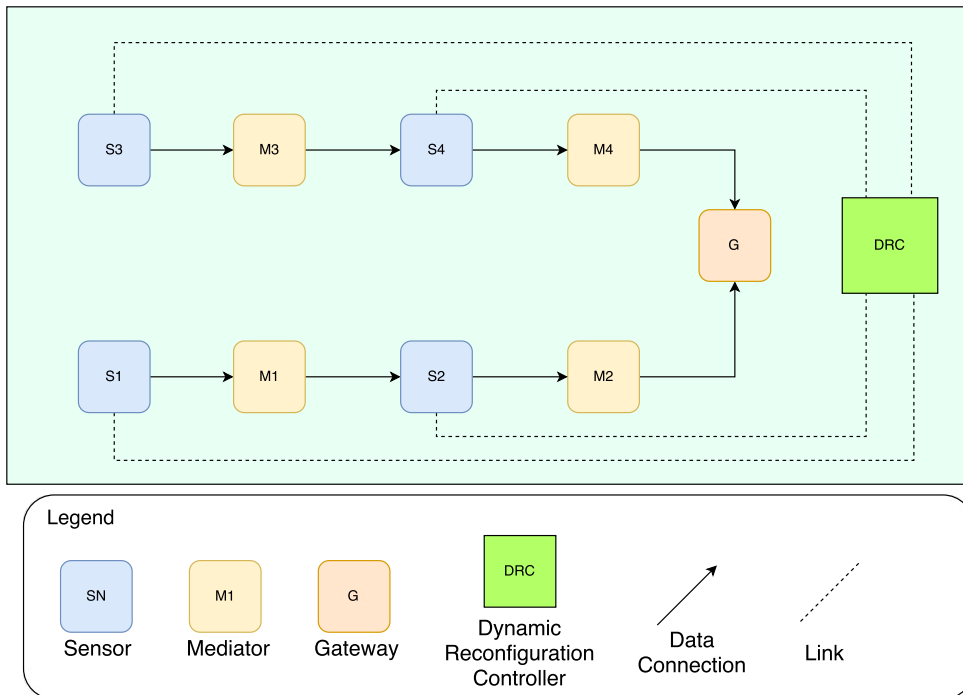 S3
M3
S4
M4
G
DRC
S1
M1
S2
M2
Legend
SN
M1
G
DRC
Sensor
Mediator
Gateway
Dynamic
Reconfiguration
Controller
Data
Connection
Link